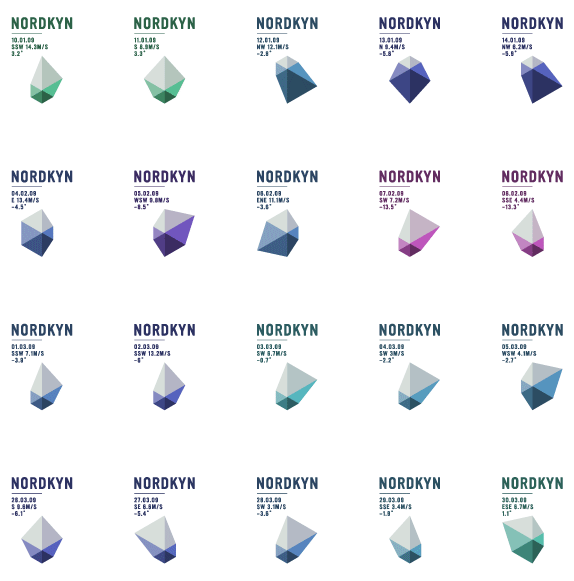 NORDKYN
10.01.09
SSW 14.3M/S
3.2°
NORDKYN
11.01.09
S 8.9M/S
3.3°
NORDKYN
12.01.09
NW 12.1M/S
-2.8°
NORDKYN
13.01.09
N 9.4M/S
-5.8°
NORDKYN
14.01.09
NW 6.2M/S
-5.9°
NORDKYN
04.02.09
E 13.4M/S
-4.5°
NORDKYN
05.02.09
WSW 9.8M/S
-8.5°
NORDKYN
06.02.09
ENE 11.1M/S
-3.6°
NORDKYN
07.02.09
SW 7.2M/S
-13.5°
NORDKYN
08.02.09
SSE 4.4M/S
-13.3°
NORDKYN
01.03.09
SSW 7.1M/S
-3.8°
NORDKYN
02.03.09
SSW 13.2M/S
-6°
NORDKYN
03.03.09
SW 6.7M/S
-0.7°
NORDKYN
04.03.09
SW 3M/S
-2.2°
NORDKYN
05.03.09
WSW 4.1M/S
-2.7°
NORDKYN
26.03.09
S 9.6M/S
-6.1°
NORDKYN
27.03.09
SE 6.8M/S
-5.4°
NORDKYN
28.03.09
SW 3.1M/S
-3.6°
NORDKYN
29.03.09
SSE 3.4M/S
-1.9°
NORDKYN
30.03.09
ESE 6.7M/S
1.1°